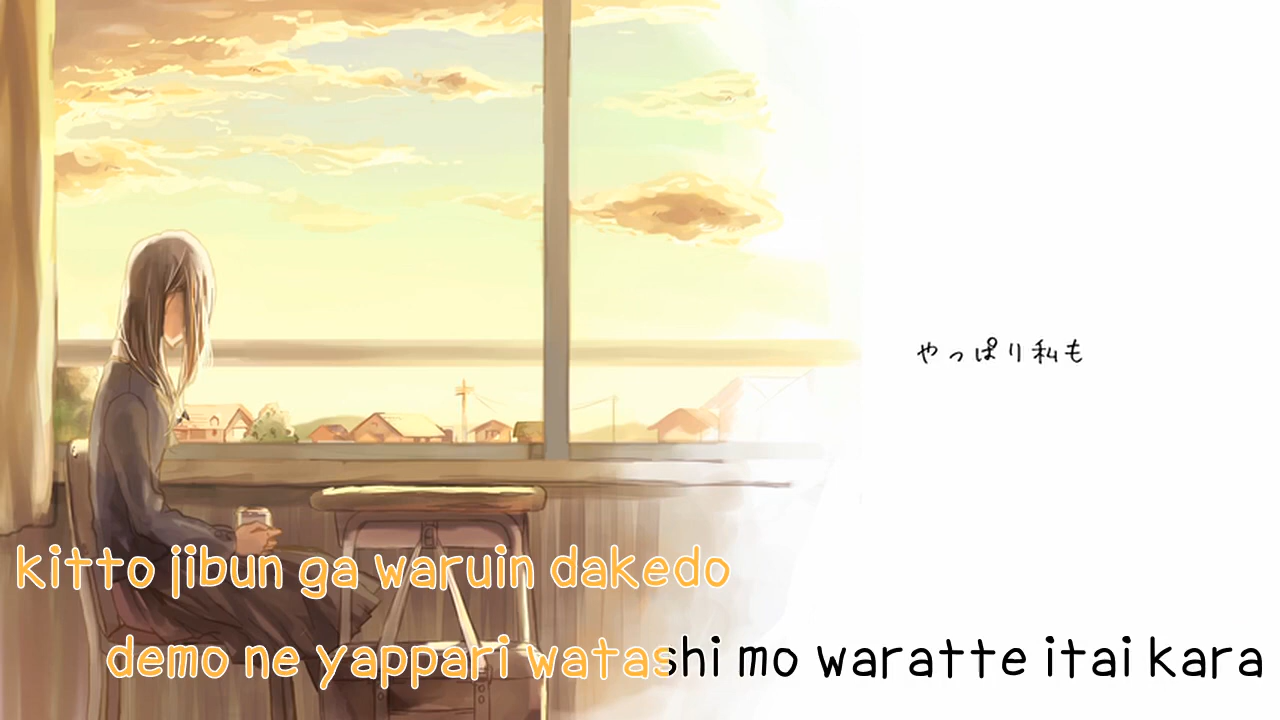 やっぱり私も
kitto jibun ga waruin dakedo
demo ne yappari watashi mo waratte itai kara